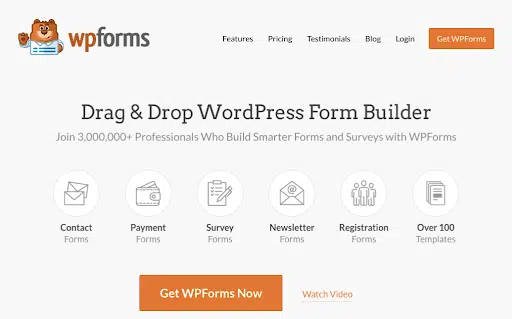 wpforms
Features Pricing Testimonials Blog Login Get WPForms
Drag & Drop WordPress Form Builder
Join 3,000,000+ Professionals Who Build Smarter Forms and Surveys with WPForms
Contact Payment Survey Newsletter Registration Over 100
Forms Forms Forms Forms Forms Templates
Get WPForms Now Watch Video